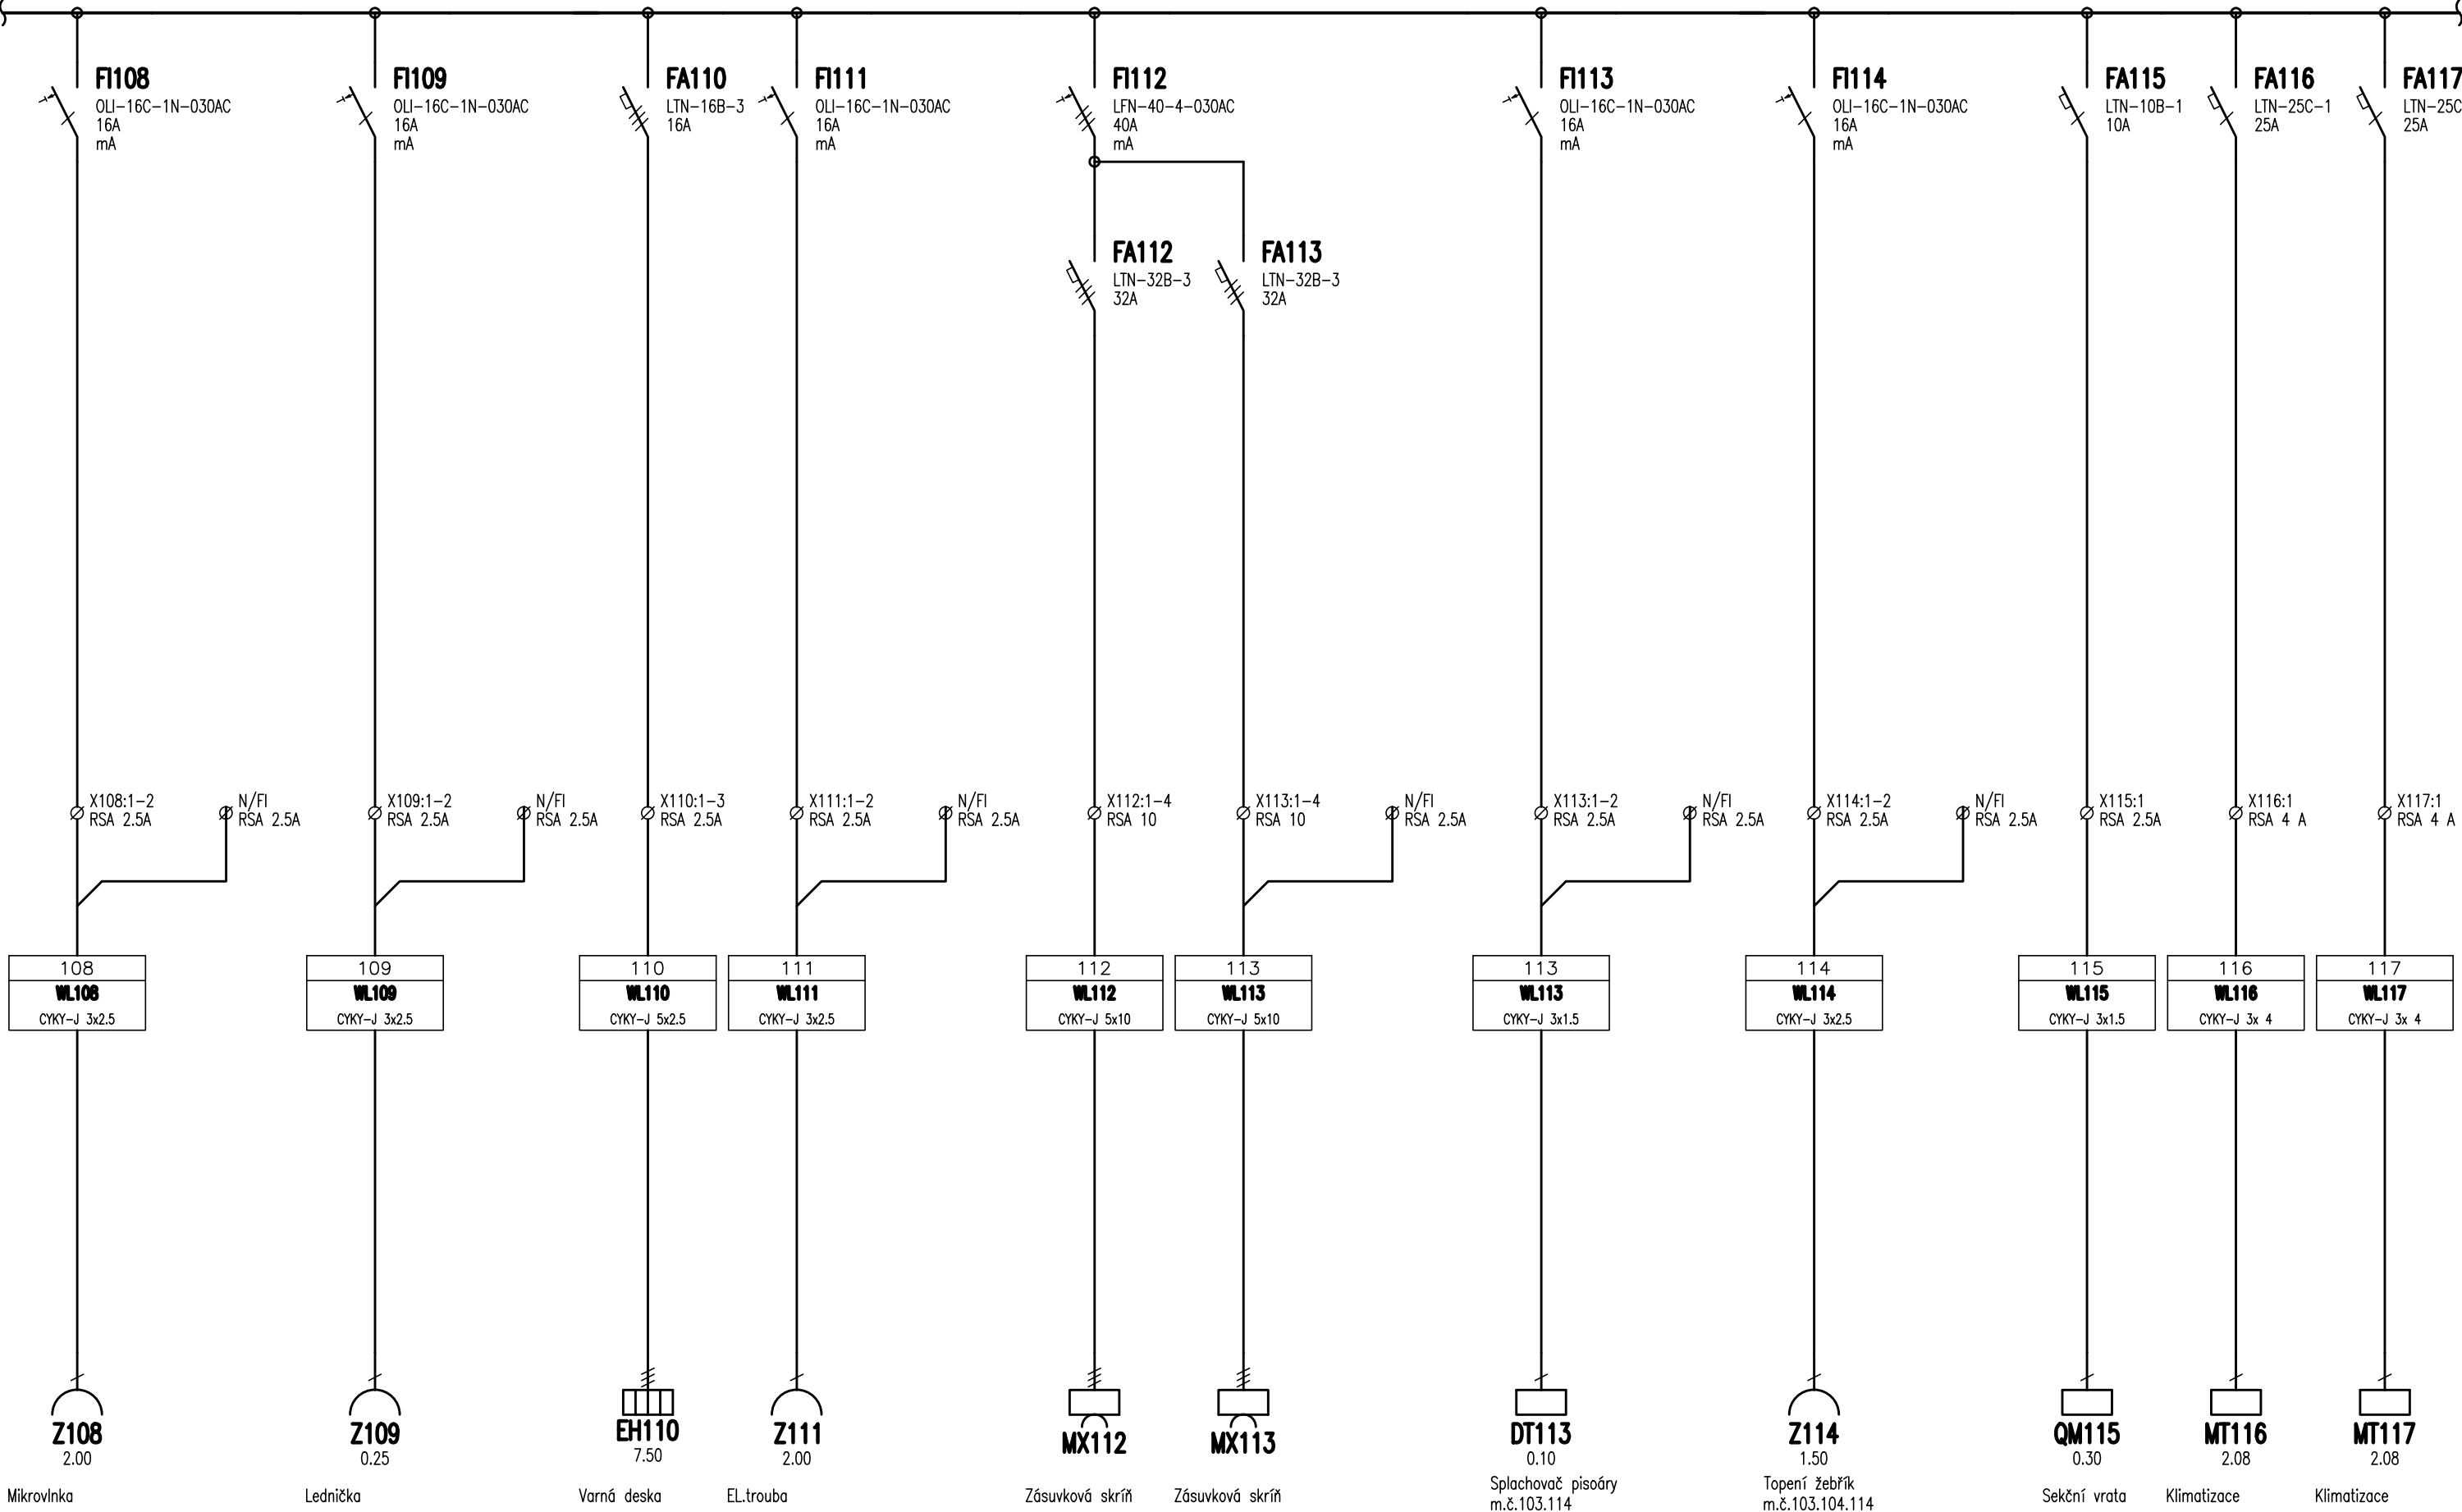 FI108
OLI-16C-1N-030AC
16A
mA
FI109
OLI-16C-1N-030AC
16A
mA
FA110
LTN-16B-3
16A
FI111
OLI-16C-1N-030AC
16A
mA
FI112
LFN-40-4-030AC
40A
mA
FI113
OLI-16C-1N-030AC
16A
mA
FI114
OLI-16C-1N-030AC
16A
mA
FA115
LTN-10B-1
10A
FA116
LTN-25C-1
25A
FA117
LTN-25C
25A
FA112
LTN-32B-3
32A
FA113
LTN-32B-3
32A
X108:1-2
RSA 2.5A
N/FI
RSA 2.5A
X109:1-2
RSA 2.5A
N/FI
RSA 2.5A
X110:1-3
RSA 2.5A
X111:1-2
RSA 2.5A
N/FI
RSA 2.5A
X112:1-4
RSA 10
X113:1-4
RSA 10
N/FI
RSA 2.5A
X113:1-2
RSA 2.5A
N/FI
RSA 2.5A
X114:1-2
RSA 2.5A
N/FI
RSA 2.5A
X115:1
RSA 2.5A
X116:1
RSA 4 A
X117:1
RSA 4 A
108
WL108
CYKY-J 3x2.5
109
WL109
CYKY-J 3x2.5
110
WL110
CYKY-J 5x2.5
111
WL111
CYKY-J 3x2.5
112
WL112
CYKY-J 5x10
113
WL113
CYKY-J 5x10
113
WL113
CYKY-J 3x1.5
114
WL114
CYKY-J 3x2.5
115
WL115
CYKY-J 3x1.5
116
WL116
CYKY-J 3x 4
117
WL117
CYKY-J 3x 4
Z108
2.00
Mikrovlnka
Z109
0.25
Lednička
EH110
7.50
Varná deska
Z111
2.00
EL.trouba
MX112
Zásuvková skríň
MX113
Zásuvková skríň
DT113
0.10
Splachovač pisoáry
m.č.103.114
Z114
1.50
Topení žebřík
m.č.103.104.114
QM115
0.30
Sekční vrata
MT116
2.08
Klimatizace
MT117
2.08
Klimatizace